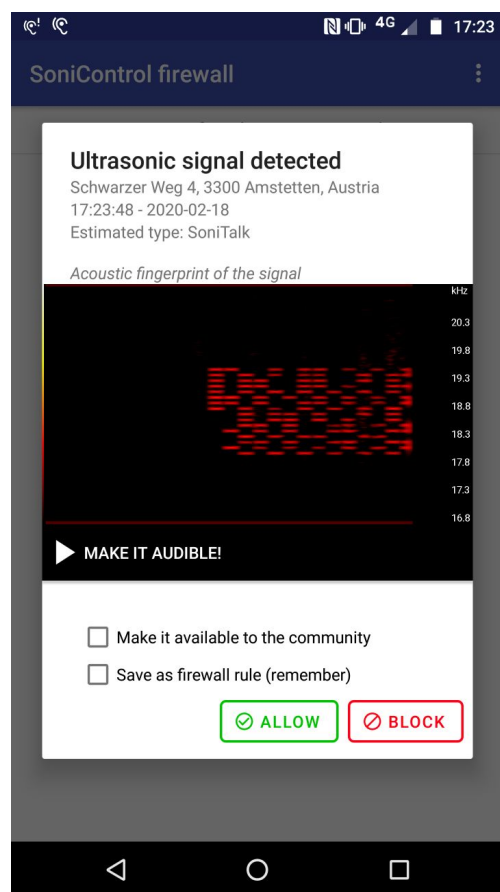 4G 17:23
SoniControl firewall
Ultrasonic signal detected
Schwarzer Weg 4, 3300 Amstetten, Austria
17:23:48 - 2020-02-18
Estimated type: SoniTalk
Acoustic fingerprint of the signal
kHz
20.3
19.8
19.3
18.8
18.3
17.8
17.3
16.8
MAKE IT AUDIBLE!
Make it available to the community
Save as firewall rule (remember)
ALLOW BLOCK